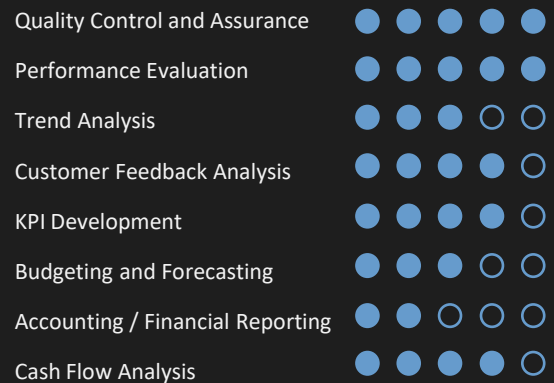 Quality Control and Assurance
Performance Evaluation
Trend Analysis
Customer Feedback Analysis
KPI Development
Budgeting and Forecasting
Accounting / Financial Reporting
Cash Flow Analysis